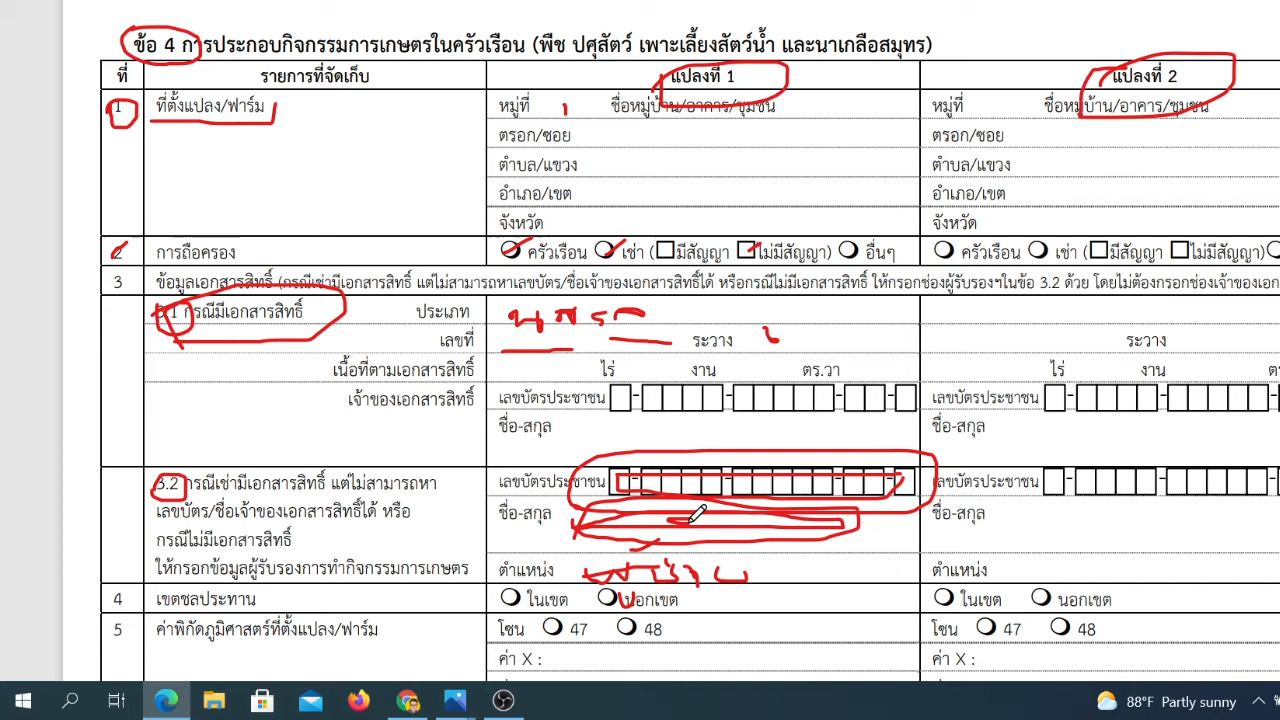 ข้อ 4 การประกอบกิจกรรมการเกษตรในครัวเรือน (พืช ปศุสัตว์ เพาะเลี้ยงสัตว์น้ำ และนาเกลือสมุทร)
ที่ รายการที่จัดเก็บ แปลงที่ 1 แปลงที่ 2
1 ที่ตั้งแปลง/ฟาร์ม หมู่ที่ 1 ชื่อหมู่บ้าน/อาคาร/ชุมชน หมู่ที่ ชื่อหมู่บ้าน/อาคาร/ชุมชน
ตรอก/ซอย ตรอก/ซอย
ตำบล/แขวง ตำบล/แขวง
อำเภอ/เขต อำเภอ/เขต
จังหวัด จังหวัด
2 การถือครอง ครัวเรือน เช่า (มีสัญญา ไม่มีสัญญา) อื่นๆ ครัวเรือน เช่า (มีสัญญา ไม่มีสัญญา)
3 ข้อมูลเอกสารสิทธิ์ (กรณีเช่ามีเอกสารสิทธิ์ แต่ไม่สามารถหาเลขบัตร/ชื่อเจ้าของเอกสารสิทธิ์ได้ หรือกรณีไม่มีเอกสารสิทธิ์ ให้กรอกช่องผู้รับรองฯในข้อ 3.2 ด้วย โดยไม่ต้องกรอกช่องเจ้าของเอก
3.1 กรณีมีเอกสารสิทธิ์ ประเภท
เลขที่ ระวาง ระวาง
เนื้อที่ตามเอกสารสิทธิ์ ไร่ งาน ตร.วา ไร่ งาน
เจ้าของเอกสารสิทธิ์ เลขบัตรประชาชน - - - - เลขบัตรประชาชน - - -
ชื่อ-สกุล ชื่อ-สกุล
3.2 กรณีเช่ามีเอกสารสิทธิ์ แต่ไม่สามารถหา เลขบัตรประชาชน - - - - เลขบัตรประชาชน - - -
เลขบัตร/ชื่อเจ้าของเอกสารสิทธิ์ได้ หรือ ชื่อ-สกุล ชื่อ-สกุล
กรณีไม่มีเอกสารสิทธิ์
ให้กรอกข้อมูลผู้รับรองการทำกิจกรรมการเกษตร ตำแหน่ง ตำแหน่ง
4 เขตชลประทาน ในเขต นอกเขต ในเขต นอกเขต
5 ค่าพิกัดภูมิศาสตร์ที่ตั้งแปลง/ฟาร์ม โซน 47 48 โซน 47 48
ค่า X : ค่า X :
88°F Partly sunny